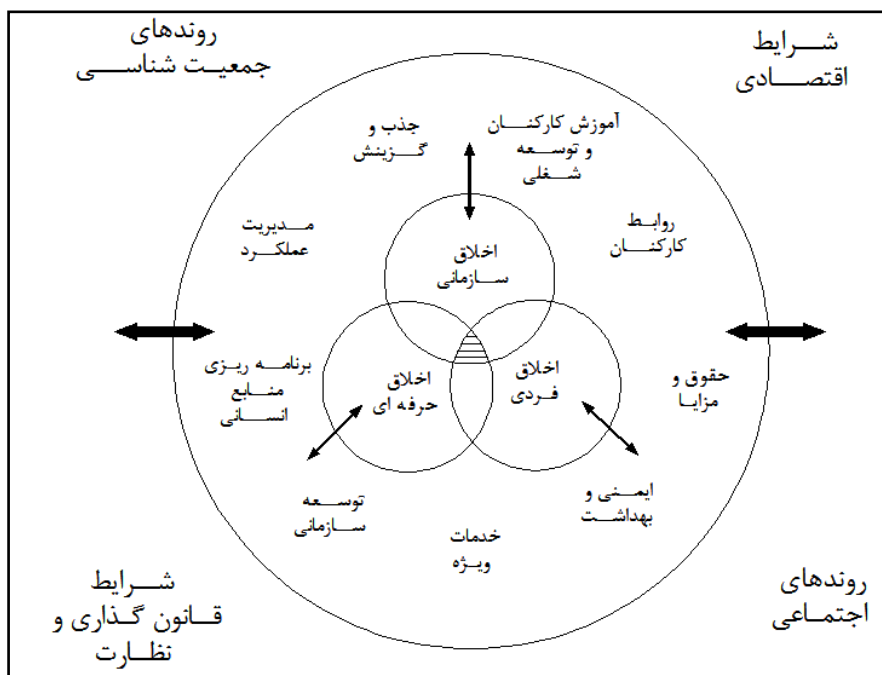 شرایط
اقتصادی
روندهای
جمعیت شناسی
آموزش کارکنان
و توسعه
شغلی
جذب و
گزینش
روابط
کارکنان
مدیریت
عملکرد
اخلاق
سازمانی
حقوق و
مزایا
اخلاق
فردی
اخلاق
حرفه ای
برنامه ریزی
منابع
انسانی
ایمنی و
بهداشت
خدمات
ویژه
توسعه
سازمانی
روندهای
اجتماعی
شرایط
قانون گذاری و
نظارت